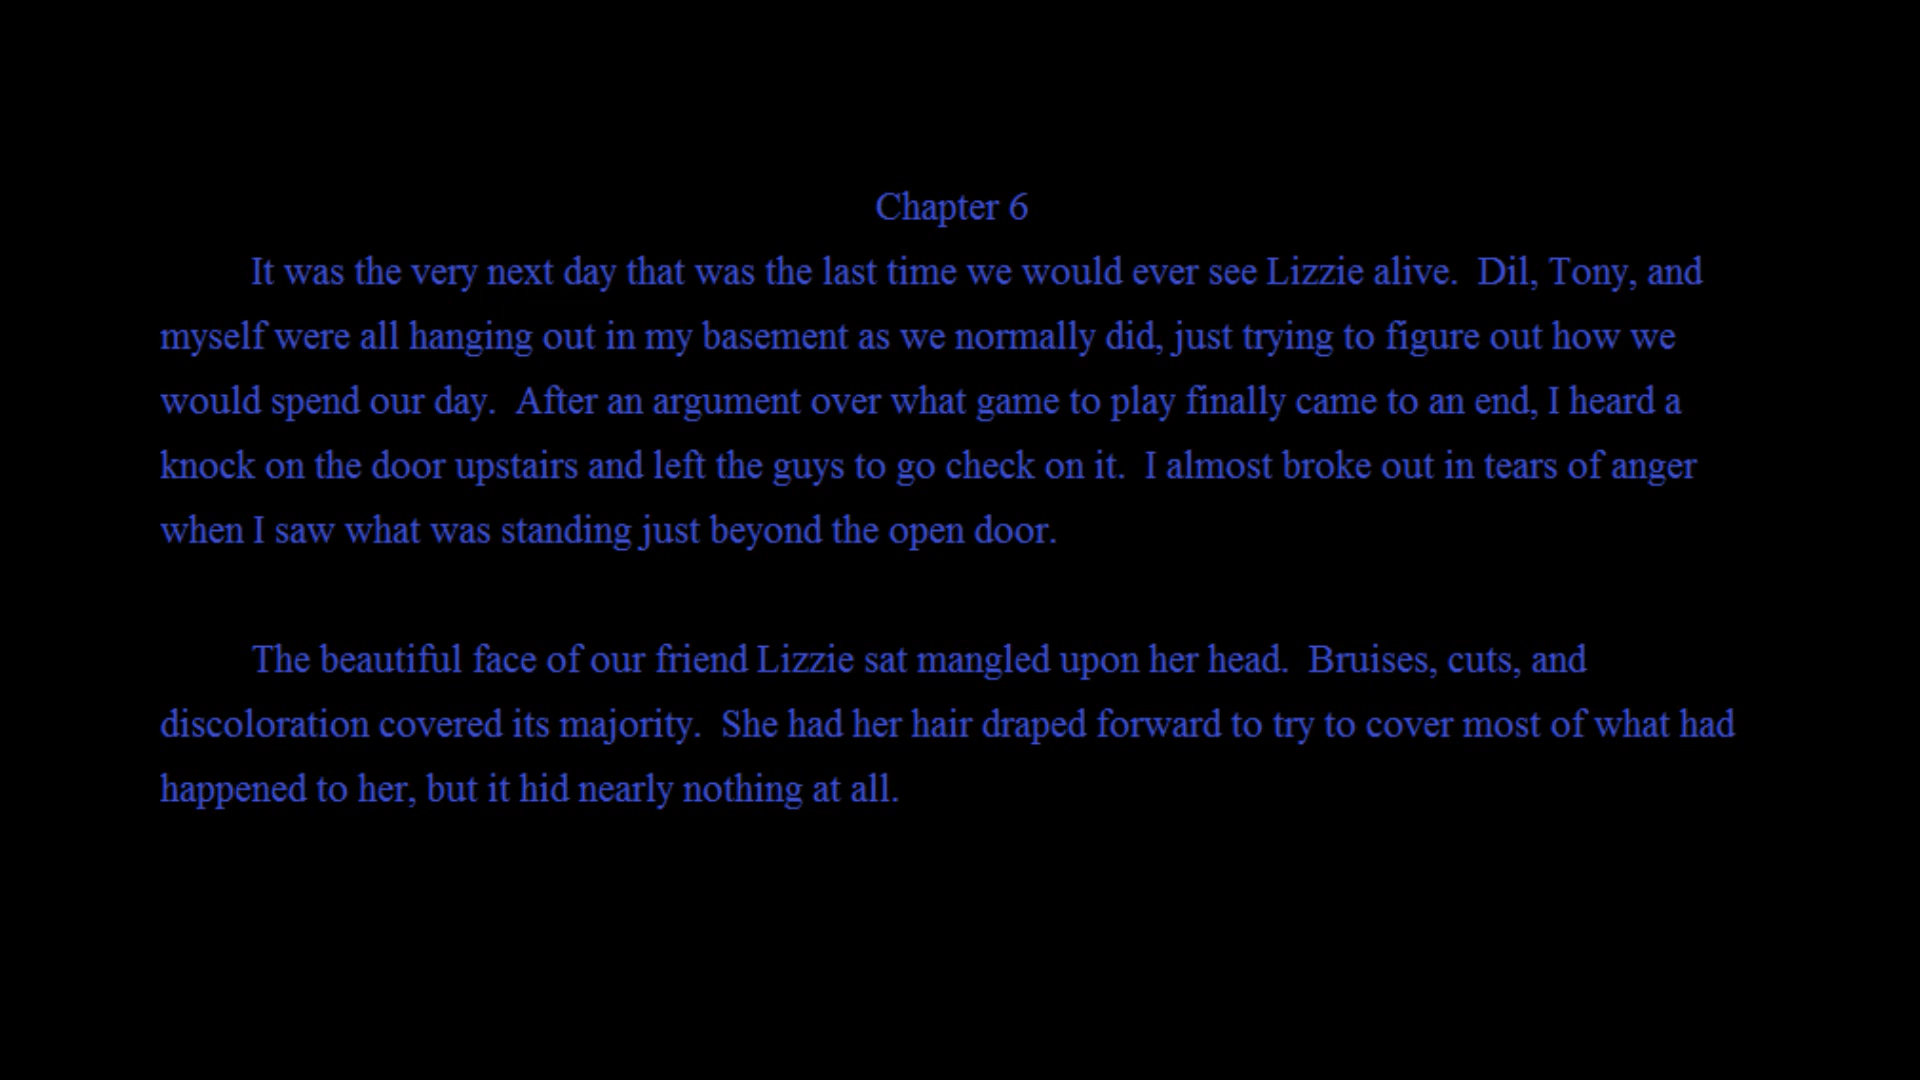 Chapter 6
It was the very next day that was the last time we would ever see Lizzie alive.  Dil, Tony, and
myself were all hanging out in my basement as we normally did, just trying to figure out how we
would spend our day.  After an argument over what game to play finally came to an end, I heard a
knock on the door upstairs and left the guys to go check on it.  I almost broke out in tears of anger
when I saw what was standing just beyond the open door.
The beautiful face of our friend Lizzie sat mangled upon her head.  Bruises, cuts, and
discoloration covered its majority.  She had her hair draped forward to try to cover most of what had
happened to her, but it hid nearly nothing at all.